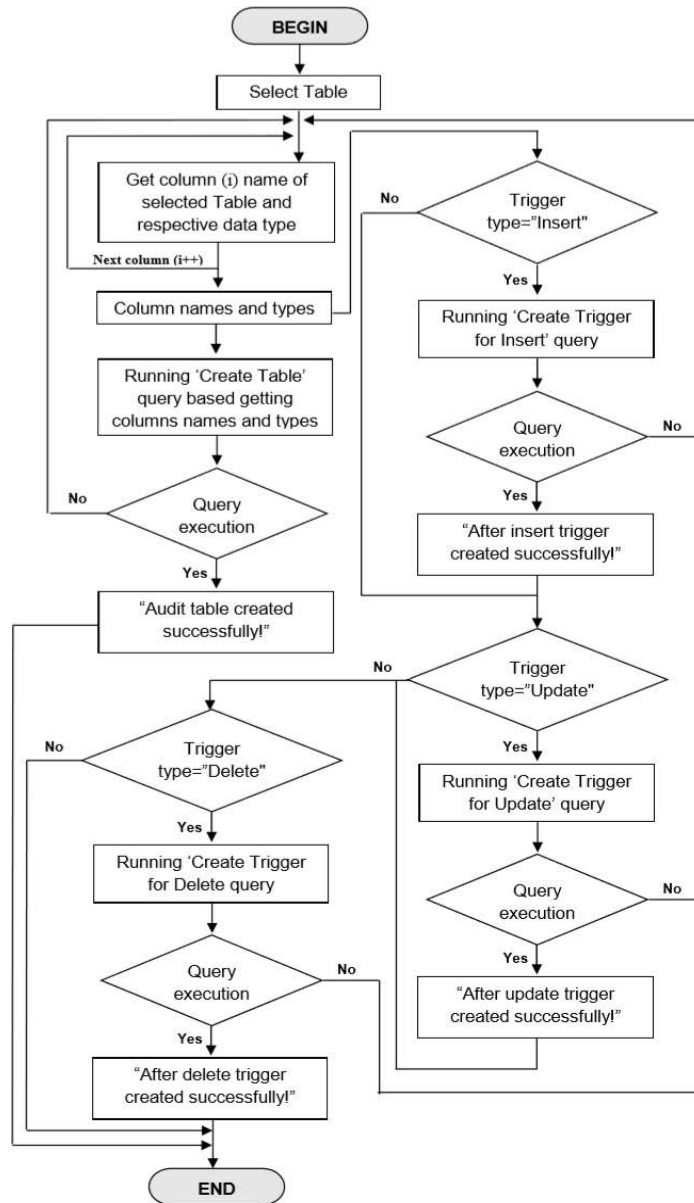 BEGIN
Select Table
Get column (i) name of
selected Table and
respective data type
Next column (i++)
Column names and types
Running ‘Create Table’
query based getting
columns names and types
No
Query
execution
Yes
“Audit table created
successfully!”
No
Trigger
type=”Insert"
Yes
Running ‘Create Trigger
for Insert’ query
Query
execution
No
Yes
“After insert trigger
created successfully!”
No
Trigger
type=”Update"
Yes
Running ‘Create Trigger
for Update’ query
Query
execution
No
Yes
“After update trigger
created successfully!”
No
Trigger
type=”Delete"
Yes
Running ‘Create Trigger
for Delete query
Query
execution
No
Yes
“After delete trigger
created successfully!”
END